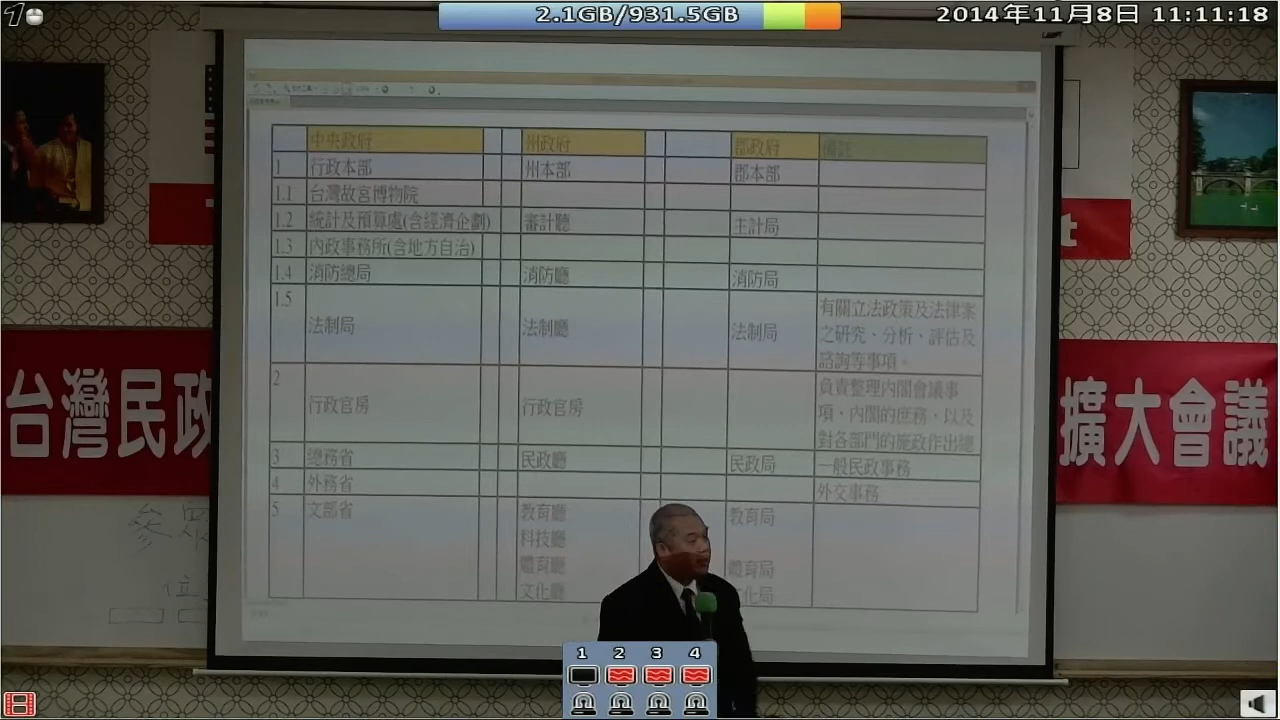 1
2.1GB/931.5GB
2014年11月8日 11:11:18
中央政府 州政府 郡政府 備註
1 行政本部 州本部 郡本部
1.1 台灣故宮博物院
1.2 統計及預算處(含經濟企劃) 審計廳 主計局
1.3 內政事務所(含地方自治)
1.4 消防總局 消防廳 消防局
1.5 法制局 法制廳 法制局 有關立法政策及法律案
之研究、分析、評估及
諮詢等事項。
2 行政官房 行政官房 負責整理內閣會議事
項、內閣的庶務、以及
對各部門的施政作出總
3 總務省 民政廳 民政局 一般民政事務
4 外務省 外交事務
5 文部省 教育廳 教育局
科技廳
體育廳 體育局
文化廳 化局
台灣民政
擴大會議
t
參
位
1 2 3 4